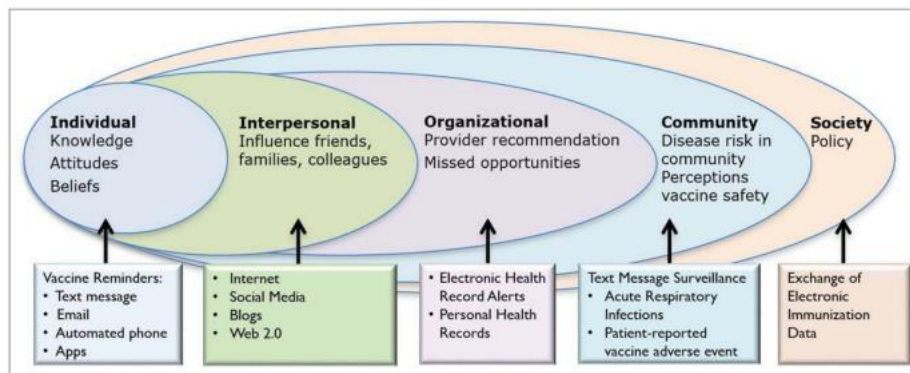 Individual
Knowledge
Attitudes
Beliefs
Interpersonal
Influence friends,
families, colleagues
Organizational
Provider recommendation
Missed opportunities
Community
Disease risk in
community
Perceptions
vaccine safety
Society
Policy
Vaccine Reminders:
• Text message
• Email
• Automated phone
• Apps
• Internet
• Social Media
• Blogs
• Web 2.0
• Electronic Health
Record Alerts
• Personal Health
Records
Text Message Surveillance
• Acute Respiratory
Infections
• Patient-reported
vaccine adverse event
Exchange of
Electronic
Immunization
Data